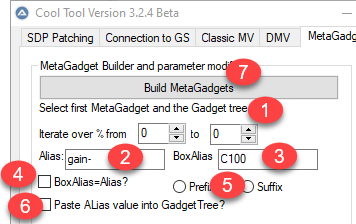 Cool Tool Version 3.2.4 Beta
SDP Patching Connection to GS Classic MV DMV MetaGadg
MetaGadget Builder and parameter modifi
7
Build MetaGadgets
Select first MetaGadget and the Gadget tree
1
Iterate over % from 0 to 0
Alias: gain- 2 BoxAlias C100 3
4 BoxAlias=Alias? Prefi 5 Suffix
6 Paste ALias value into GadgetTree?